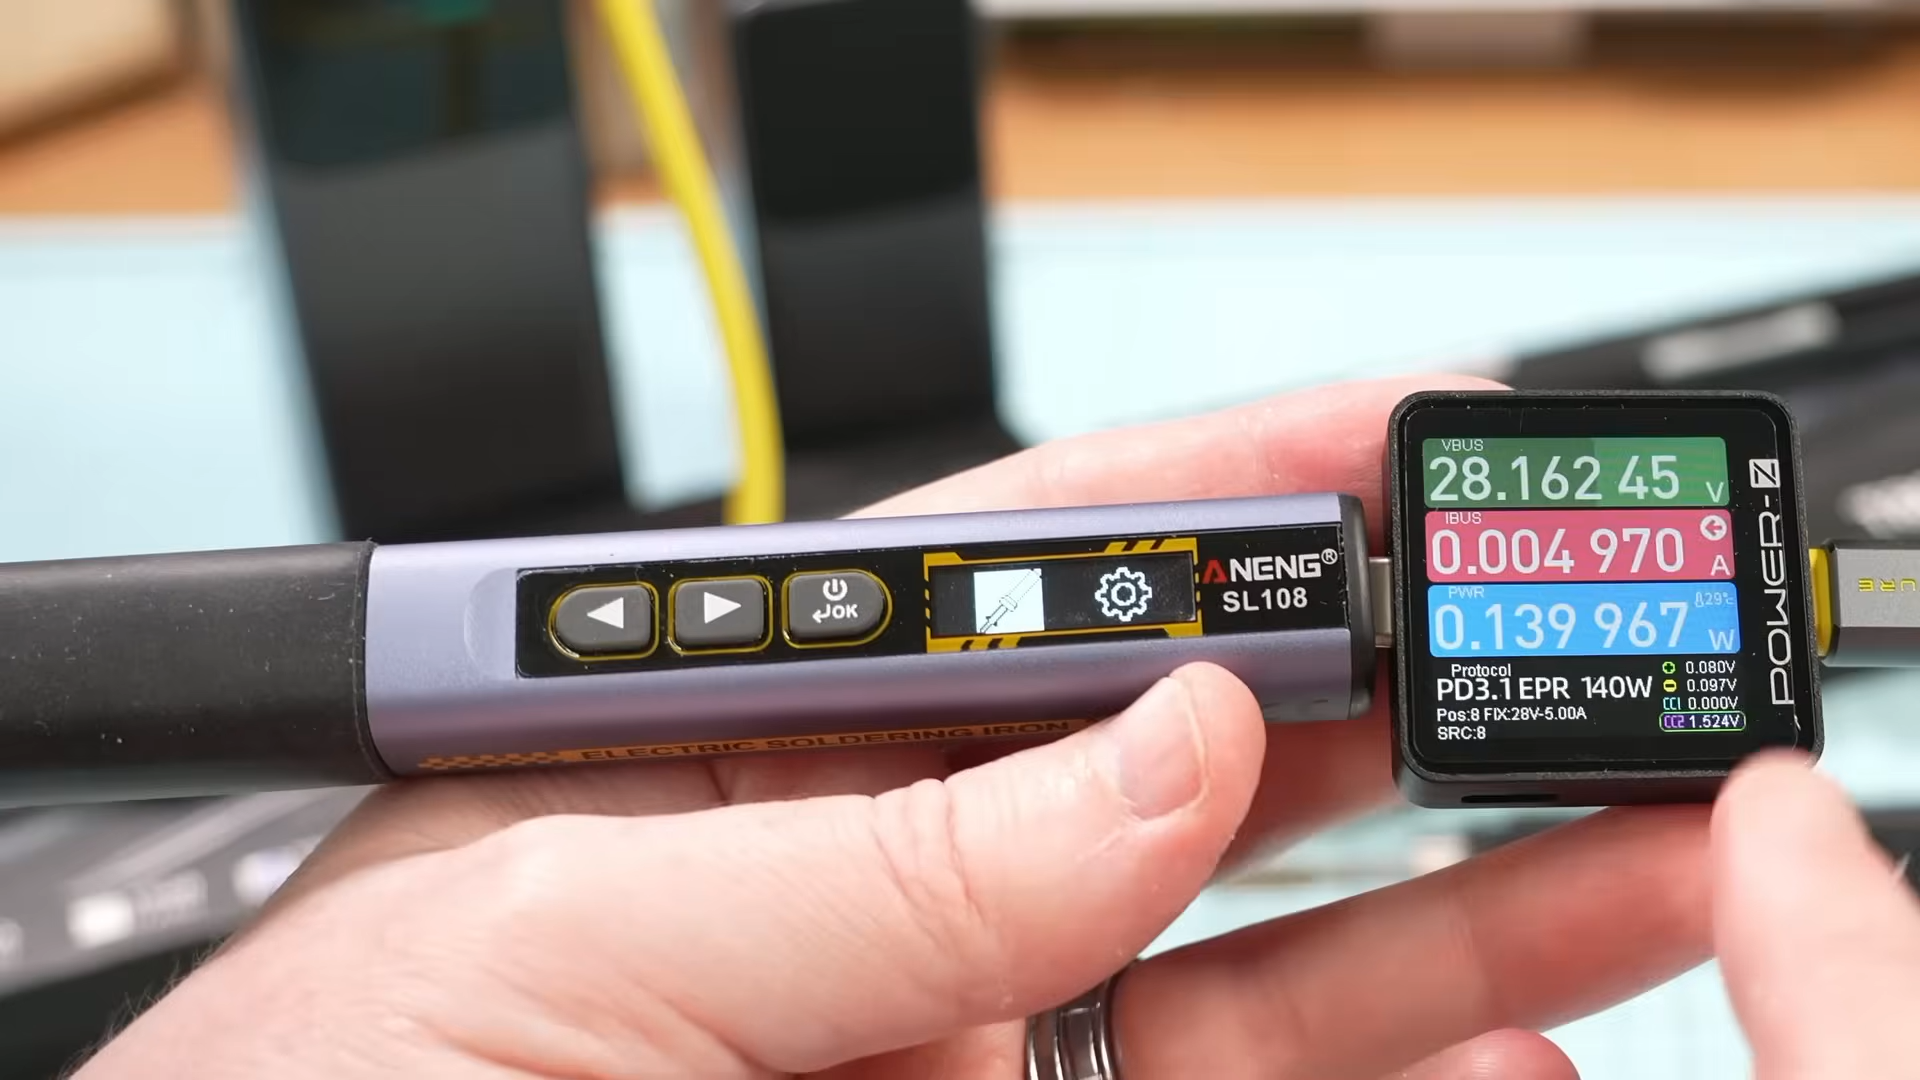 OK
ANENG®
SL108
ELECTRIC SOLDERING IRON
VBUS
28.162 45 V
IBUS
0.004 970 A
PWR
29℃
0.139 967 W
Protocol
PD3.1 EPR 140W
Pos:8 FIX:28V-5.00A
SRC:8
0.080V
0.097V
CC1 0.000V
CC2 1.524V
POWER-Z